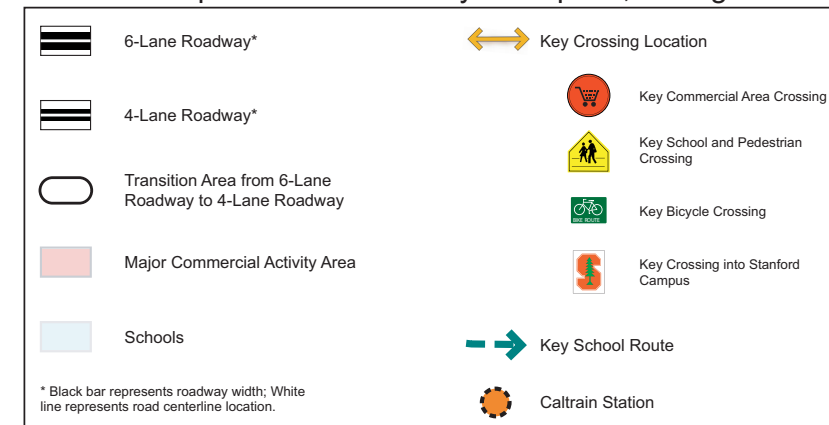 6-Lane Roadway*
4-Lane Roadway*
Transition Area from 6-Lane
Roadway to 4-Lane Roadway
Major Commercial Activity Area
Schools
* Black bar represents roadway width; White
line represents road centerline location.
Key Crossing Location
Key Commercial Area Crossing
Key School and Pedestrian
Crossing
BIKE ROUTE
Key Bicycle Crossing
S
Key Crossing into Stanford
Campus
Key School Route
Caltrain Station